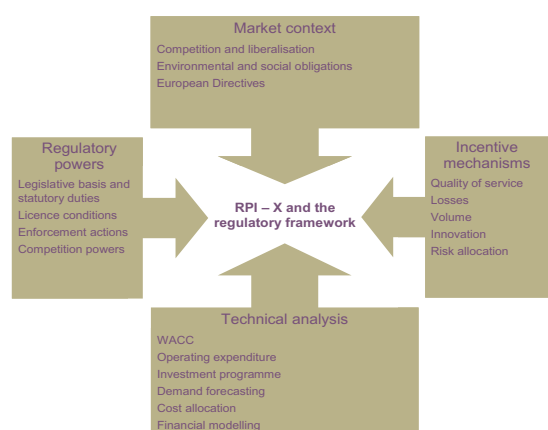 Market context
Competition and liberalisation
Environmental and social obligations
European Directives
Regulatory
powers
Legislative basis and
statutory duties
Licence conditions
Enforcement actions
Competition powers
RPI – X and the
regulatory framework
Incentive
mechanisms
Quality of service
Losses
Volume
Innovation
Risk allocation
Technical analysis
WACC
Operating expenditure
Investment programme
Demand forecasting
Cost allocation
Financial modelling